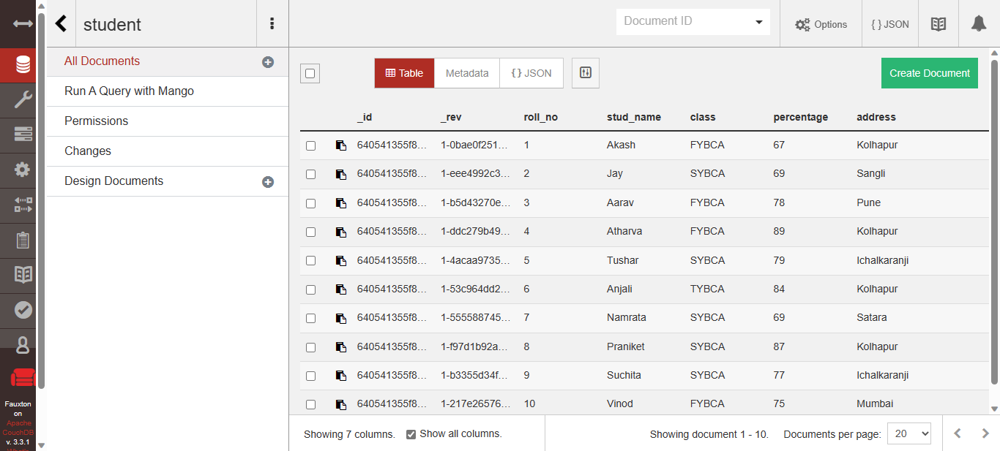 student
Document ID
Options
{ } JSON
All Documents
Run A Query with Mango
Permissions
Changes
Design Documents
Table
Metadata
{ } JSON
Create Document
_id _rev roll_no stud_name class percentage address
640541355f8... 1-0bae0f251... 1 Akash FYBCA 67 Kolhapur
640541355f8... 1-eee4992c3... 2 Jay SYBCA 69 Sangli
640541355f8... 1-b5d43270e... 3 Aarav FYBCA 78 Pune
640541355f8... 1-ddc279b49... 4 Atharva FYBCA 89 Kolhapur
640541355f8... 1-4acaa9735... 5 Tushar SYBCA 79 Ichalkaranji
640541355f8... 1-53c964dd2... 6 Anjali TYBCA 84 Kolhapur
640541355f8... 1-555588745... 7 Namrata SYBCA 69 Satara
640541355f8... 1-f97d1b92a... 8 Praniket SYBCA 87 Kolhapur
640541355f8... 1-b3355d34f... 9 Suchita SYBCA 77 Ichalkaranji
640541355f8... 1-217e26576... 10 Vinod FYBCA 75 Mumbai
Fauxton
on
Apache
CouchDB
v. 3.3.1
Showing 7 columns.
Show all columns.
Showing document 1 - 10.
Documents per page: 20